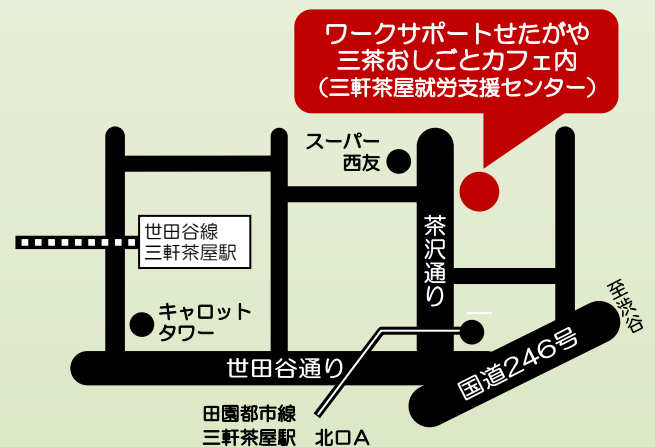 ワークサポートせたがや
三茶おしごとカフェ内
（三軒茶屋就労支援センター）
スーパー
西友
世田谷線
三軒茶屋駅
茶沢通り
至渋谷
キャロット
タワー
世田谷通り
国道246号
田園都市線
三軒茶屋駅　北口A